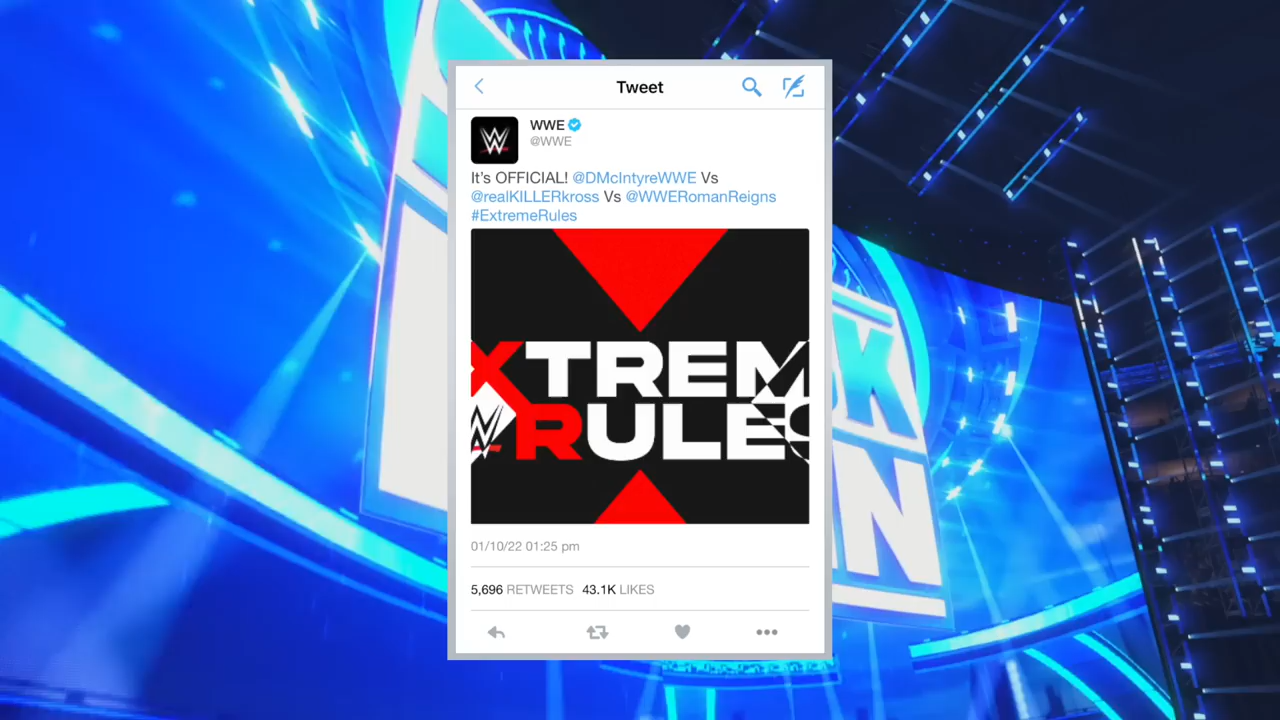 Tweet
WWE
@WWE
It's OFFICIAL! @DMcIntyreWWE Vs
@realKILLERkross Vs @WWERomanReigns
#ExtremeRules
XTREM
RULES
01/10/22 01:25 pm
5,696 RETWEETS 43.1K LIKES